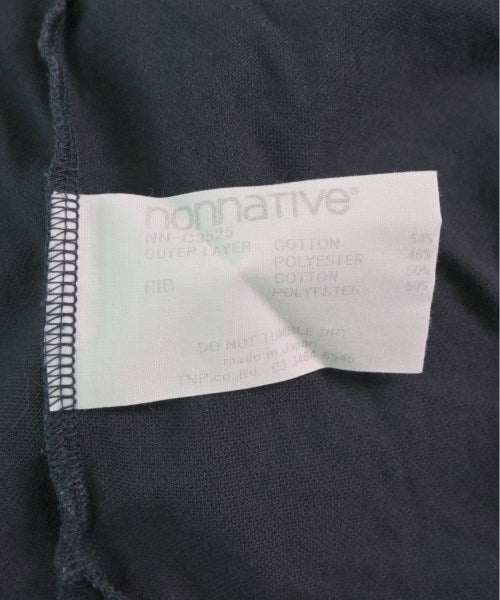 nonnative®
NN-C3525
OUTER LAYER COTTON 54%
POLYESTER 46%
RIB COTTON 50%
POLYESTER 50%
DO NOT TUMBLE DRY
made in Japan
TNP.co.ltd. 03 3464 6945